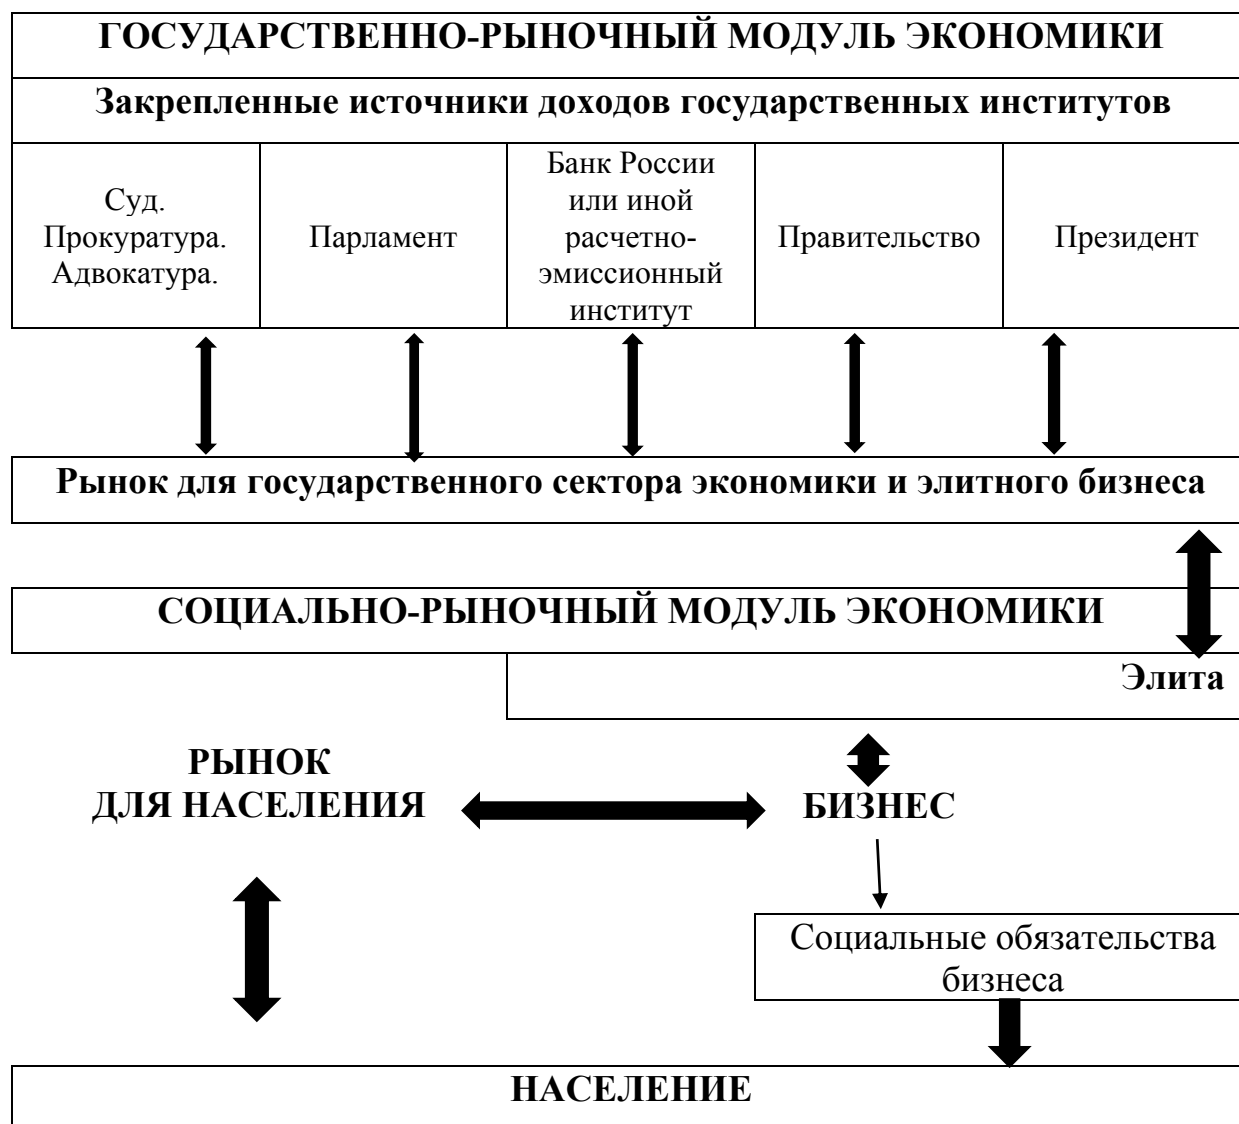 ГОСУДАРСТВЕННО-РЫНОЧНЫЙ МОДУЛЬ ЭКОНОМИКИ
Закрепленные источники доходов государственных институтов
Суд.
Прокуратура.
Адвокатура.
Парламент
Банк России
или иной
расчетно-
эмиссионный
институт
Правительство
Президент
Рынок для государственного сектора экономики и элитного бизнеса
СОЦИАЛЬНО-РЫНОЧНЫЙ МОДУЛЬ ЭКОНОМИКИ
Элита
РЫНОК
ДЛЯ НАСЕЛЕНИЯ
БИЗНЕС
Социальные обязательства
бизнеса
НАСЕЛЕНИЕ